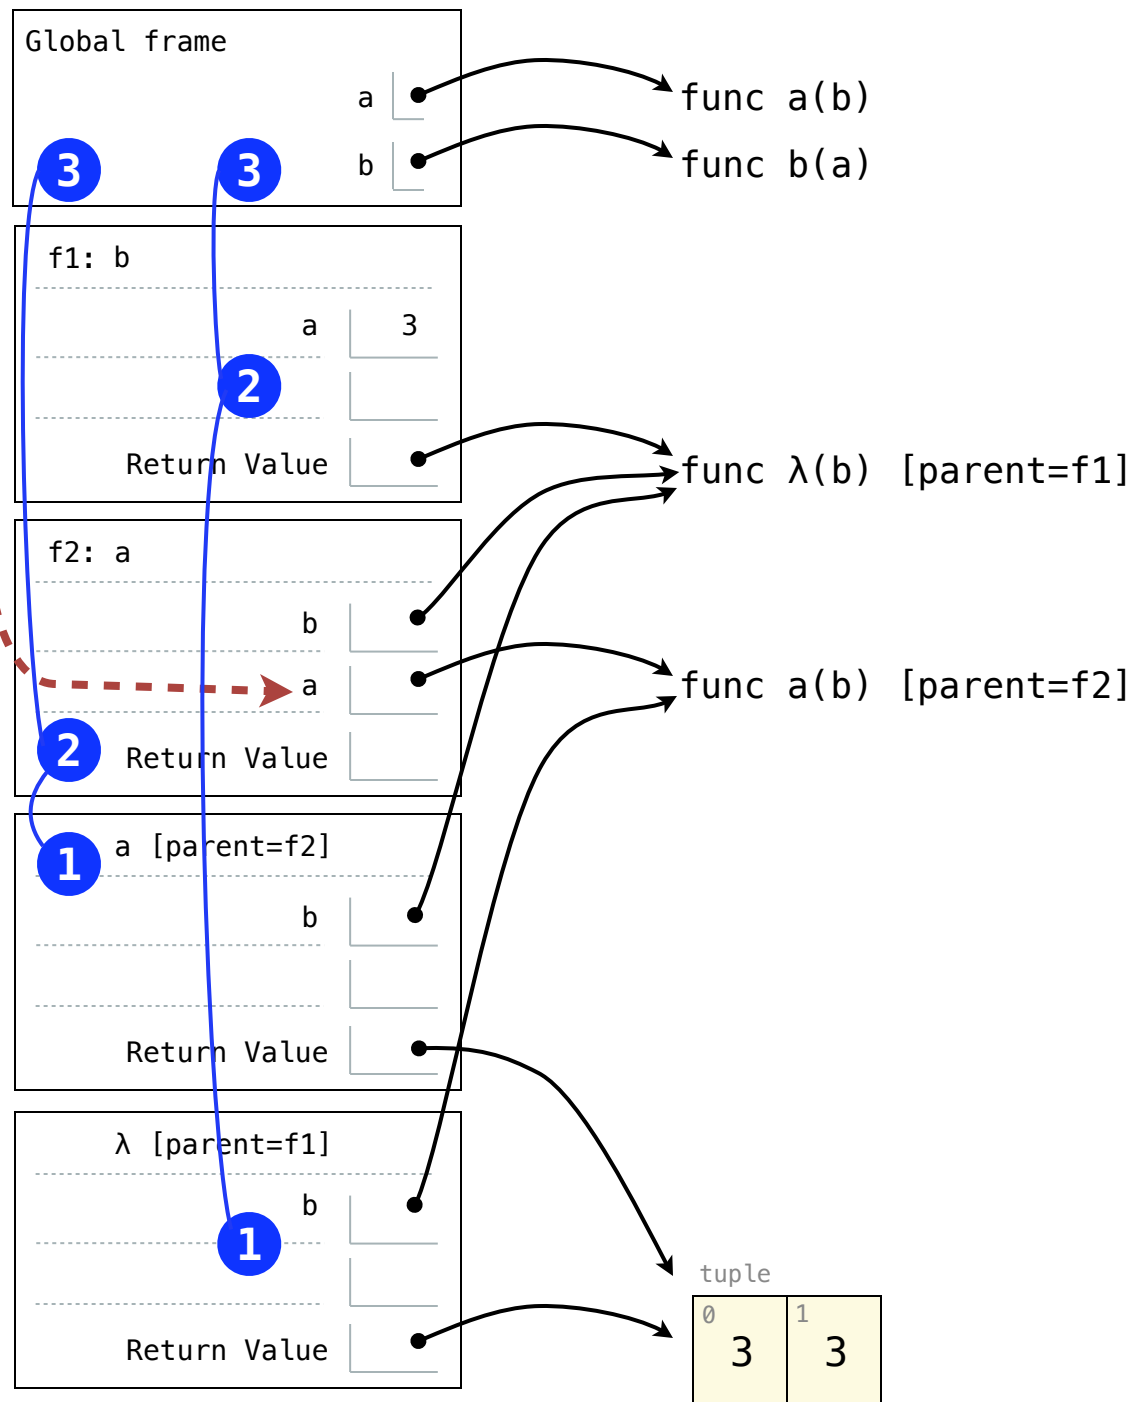 Global frame
a
func a(b)
3
3
b
func b(a)
f1: b
a
3
2
Return Value
func λ(b) [parent=f1]
f2: a
b
a
func a(b) [parent=f2]
2
Return Value
1
a [parent=f2]
b
Return Value
λ [parent=f1]
b
1
tuple
0
1
3
3
Return Value